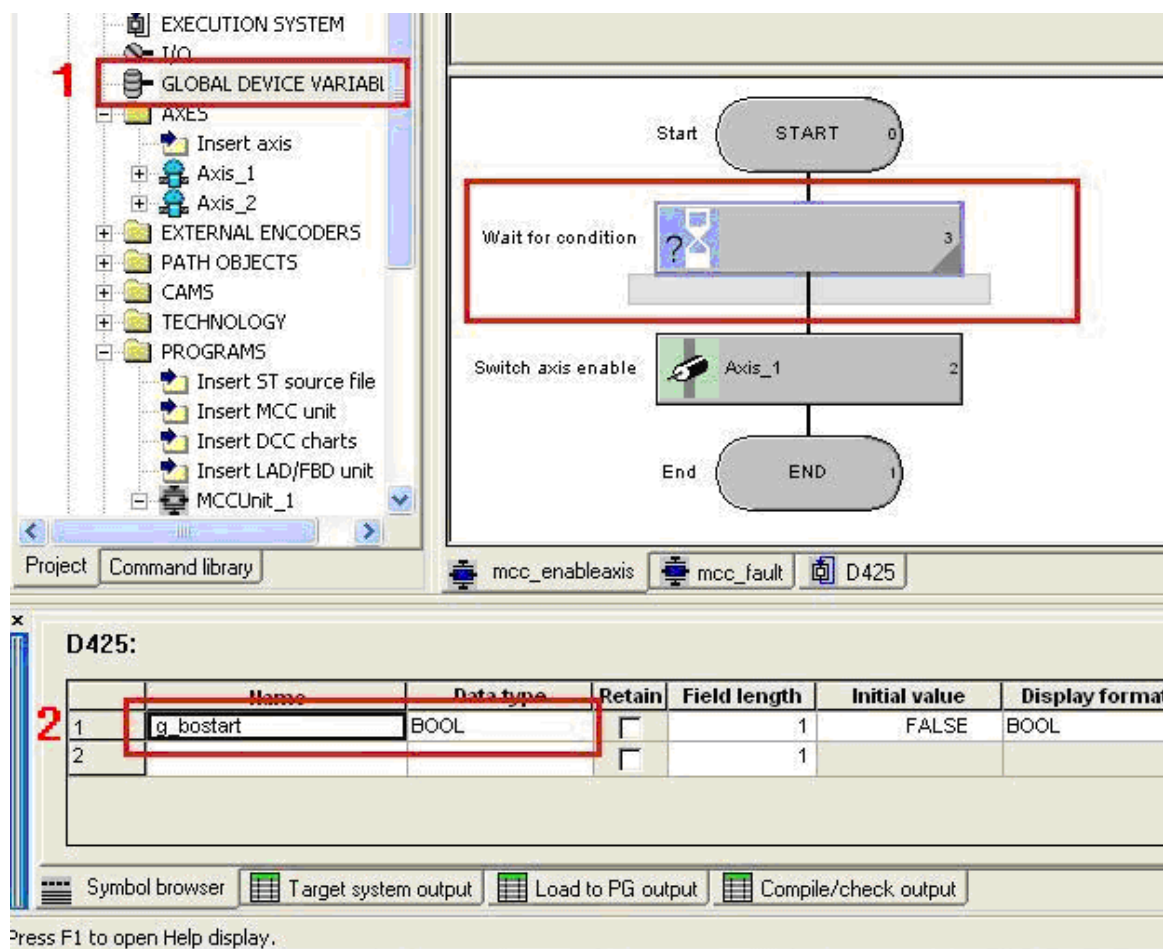 EXECUTION SYSTEM
I/O
1
GLOBAL DEVICE VARIABL
AXES
Insert axis
Axis_1
Axis_2
EXTERNAL ENCODERS
PATH OBJECTS
CAMS
TECHNOLOGY
PROGRAMS
Insert ST source file
Insert MCC unit
Insert DCC charts
Insert LAD/FBD unit
MCCUnit_1
Project Command library
Start START 0
Wait for condition ? 3
Switch axis enable Axis_1 2
End END 1
mcc_enableaxis mcc_fault D425
x
D425:
Name Data type Retain Field length Initial value Display forma
2
1 g_bostart BOOL 1 FALSE BOOL
2 1
Symbol browser Target system output Load to PG output Compile/check output
Press F1 to open Help display.